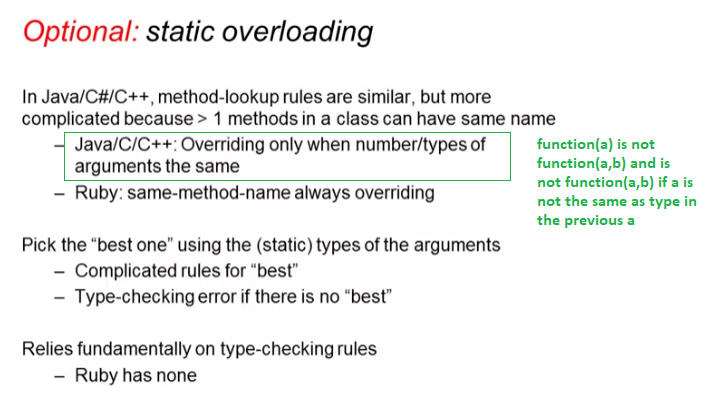 Optional: static overloading
In Java/C#/C++, method-lookup rules are similar, but more
complicated because > 1 methods in a class can have same name
– Java/C/C++: Overriding only when number/types of
arguments the same
– Ruby: same-method-name always overriding
function(a) is not
function(a,b) and is
not function(a,b) if a is
not the same as type in
the previous a
Pick the “best one” using the (static) types of the arguments
– Complicated rules for “best”
– Type-checking error if there is no “best”
Relies fundamentally on type-checking rules
– Ruby has none